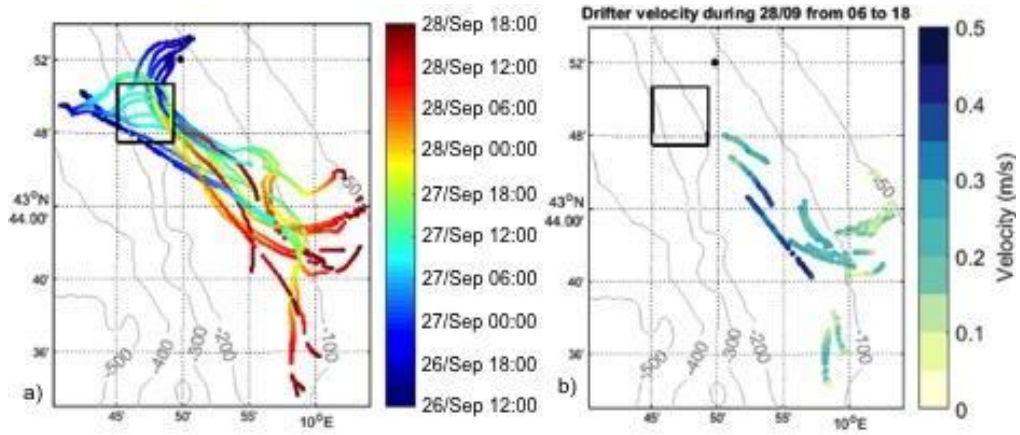 Drifter velocity during 28/09 from 06 to 18
52'
48'
43°N
44.00'
40'
36'
45'
50'
55'
10°E
-500
-400
-300
-200
-100
-50
a)
28/Sep 18:00
28/Sep 12:00
28/Sep 06:00
28/Sep 00:00
27/Sep 18:00
27/Sep 12:00
27/Sep 06:00
27/Sep 00:00
26/Sep 18:00
26/Sep 12:00
52'
48'
43°N
44.00'
40'
36'
45'
50'
55'
10°E
-500
-400
-300
-200
-100
-50
b)
0.5
0.4
0.3
0.2
0.1
0
Velocity (m/s)